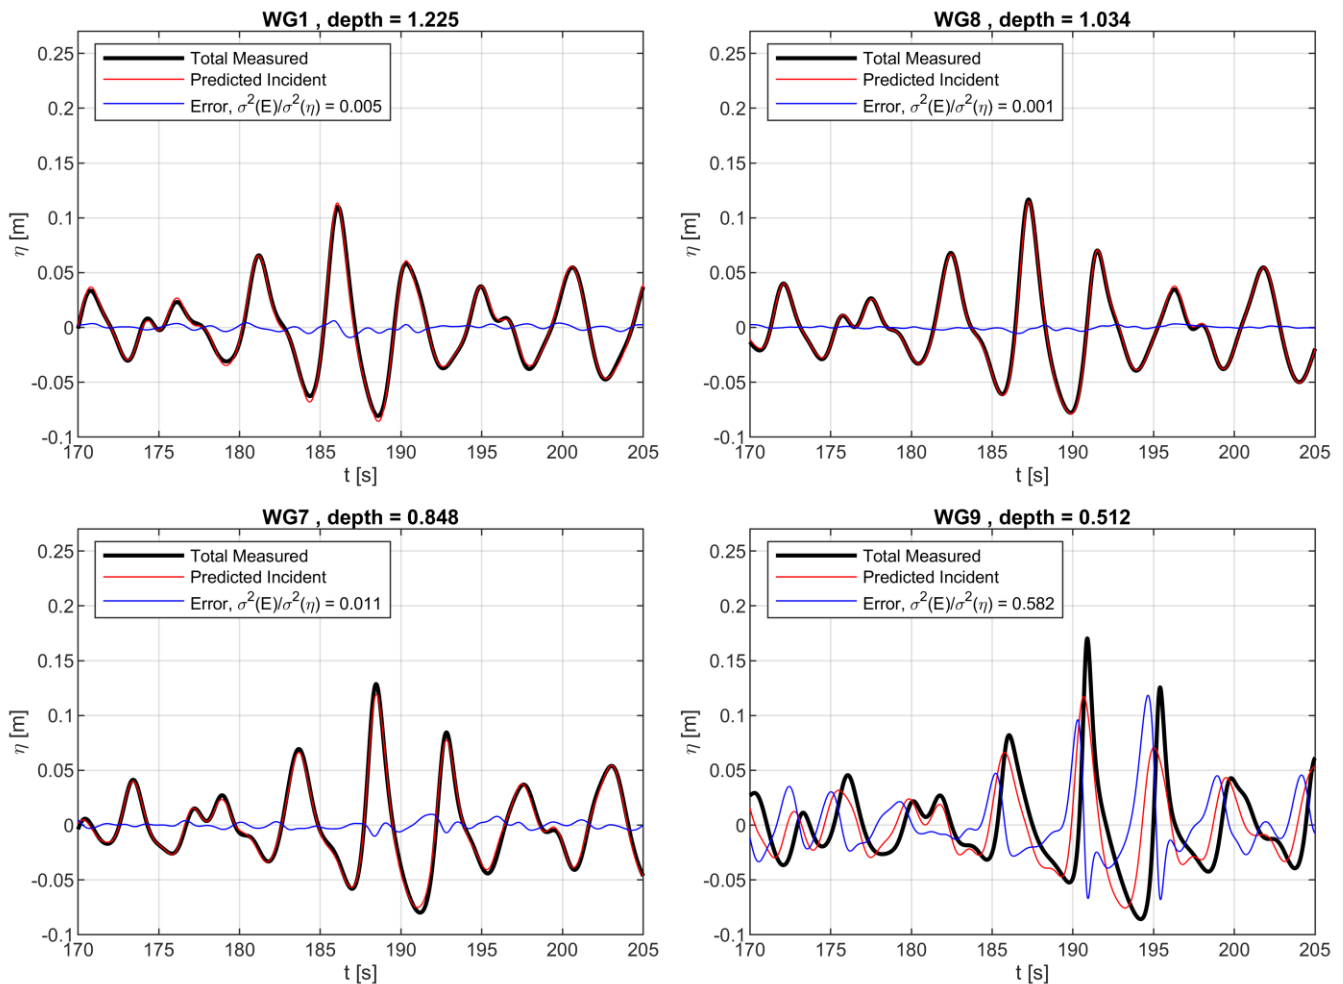 WG1 , depth = 1.225
Total Measured
Predicted Incident
Error, σ²(E)/σ²(η) = 0.005
0.25
0.2
0.15
0.1
0.05
0
-0.05
-0.1
η [m]
170 175 180 185 190 195 200 205
t [s]
WG8 , depth = 1.034
Total Measured
Predicted Incident
Error, σ²(E)/σ²(η) = 0.001
0.25
0.2
0.15
0.1
0.05
0
-0.05
-0.1
η [m]
170 175 180 185 190 195 200 205
t [s]
WG7 , depth = 0.848
Total Measured
Predicted Incident
Error, σ²(E)/σ²(η) = 0.011
0.25
0.2
0.15
0.1
0.05
0
-0.05
-0.1
η [m]
170 175 180 185 190 195 200 205
t [s]
WG9 , depth = 0.512
Total Measured
Predicted Incident
Error, σ²(E)/σ²(η) = 0.582
0.25
0.2
0.15
0.1
0.05
0
-0.05
-0.1
η [m]
170 175 180 185 190 195 200 205
t [s]